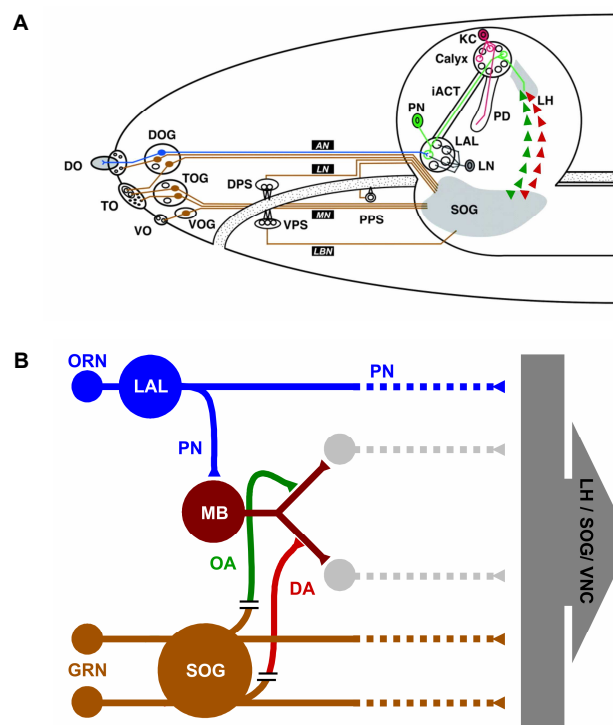 A
KC
Calyx
iACT
LH
PN
PD
DOG
AN
LAL
DO
LN
LN
TOG
DPS
TO
SOG
MN
PPS
VO
VOG
VPS
LBN
B
ORN
LAL
PN
PN
MB
OA
DA
GRN
SOG
LH / SOG/ VNC